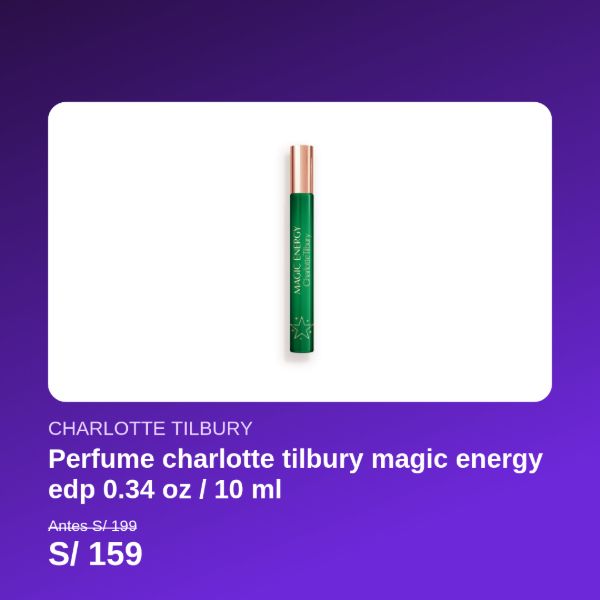 MAGIC ENERGY
Charlotte Tilbury
CHARLOTTE TILBURY
Perfume charlotte tilbury magic energy
edp 0.34 oz / 10 ml
Antes S/ 199
S/ 159